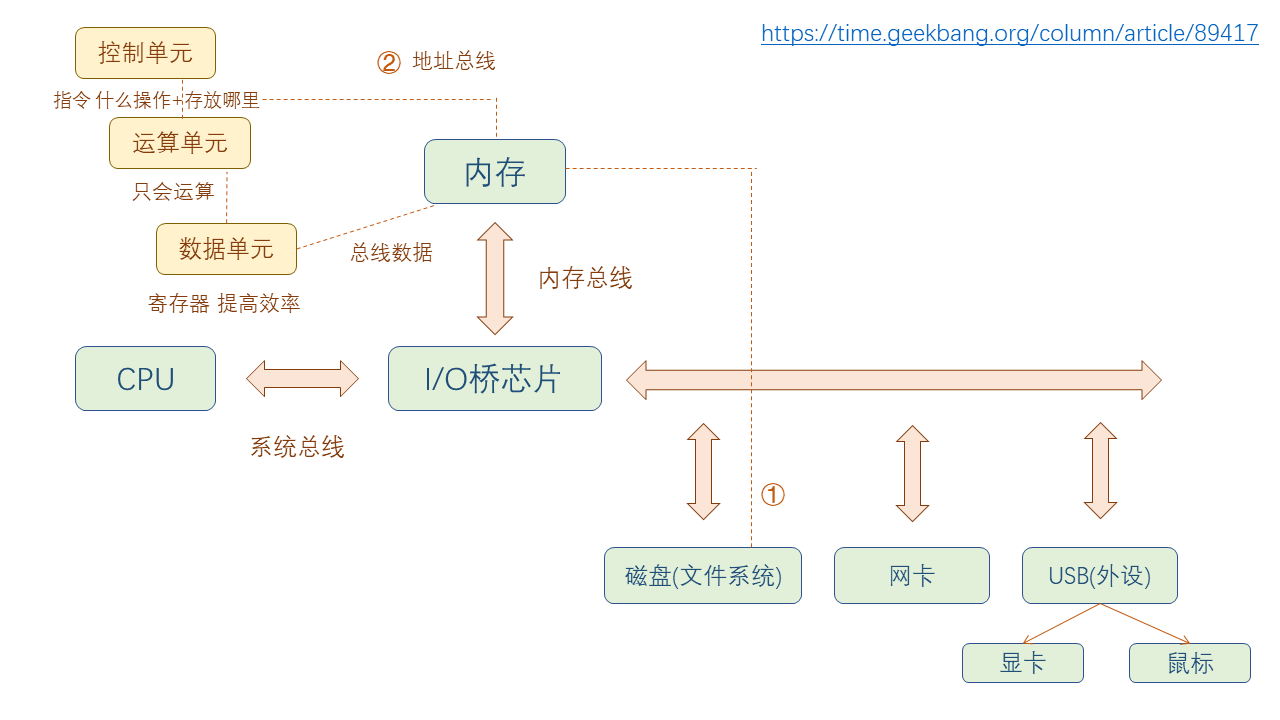 https://time.geekbang.org/column/article/89417
控制单元
② 地址总线
指令 什么操作+存放哪里
运算单元
内存
只会运算
数据单元
总线数据
内存总线
寄存器 提高效率
CPU
I/O桥芯片
系统总线
①
磁盘(文件系统)
网卡
USB(外设)
显卡
鼠标